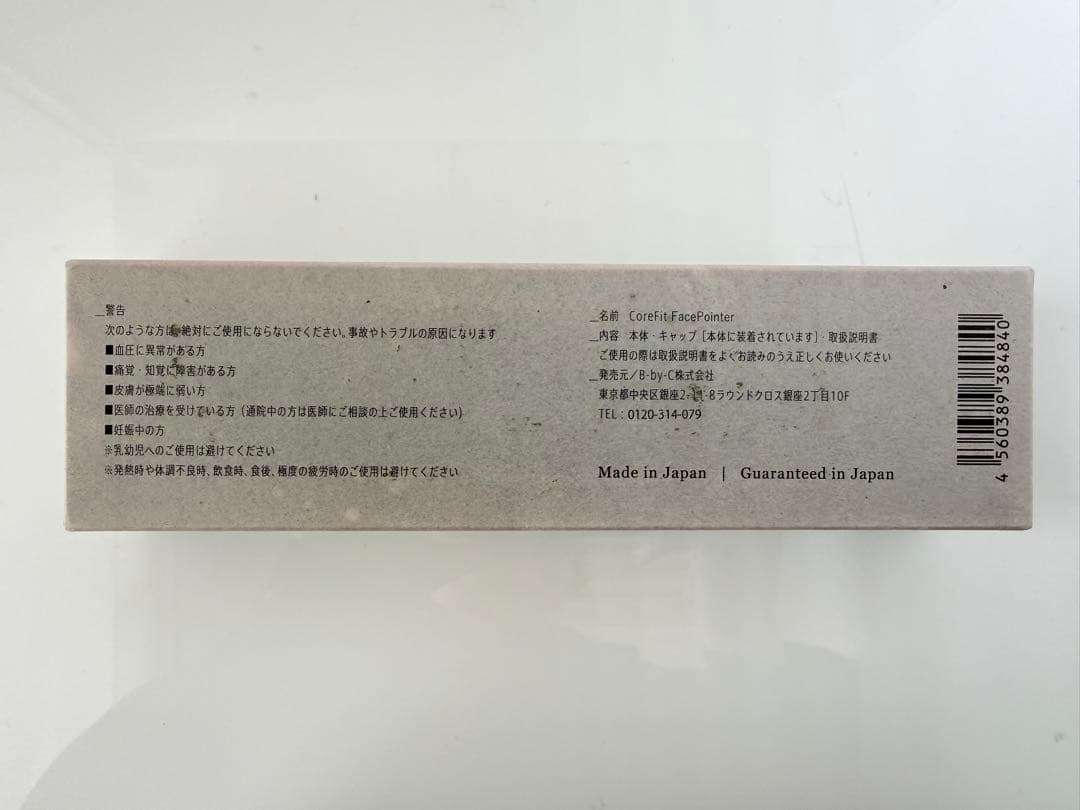 ＿警告
次のような方は、絶対にご使用にならないでください。事故やトラブルの原因になります
■血圧に異常がある方
■痛覚・知覚に障害がある方
■皮膚が極端に弱い方
■医師の治療を受けている方（通院中の方は医師にご相談の上ご使用ください）
■妊娠中の方
※乳幼児へのご使用は避けてください
※発熱時や体調不良時、飲食時、食後、極度の疲労時のご使用は避けてください
＿名前 CoreFit FacePointer
＿内容 本体・キャップ［本体に装着されています］・取扱説明書
ご使用の際は取扱説明書をよくお読みのうえ正しくお使いください
＿発売元／B-by-C株式会社
東京都中央区銀座2-11-8ラウンドクロス銀座2丁目10F
TEL：0120-314-079
Made in Japan | Guaranteed in Japan
4 560389 384840